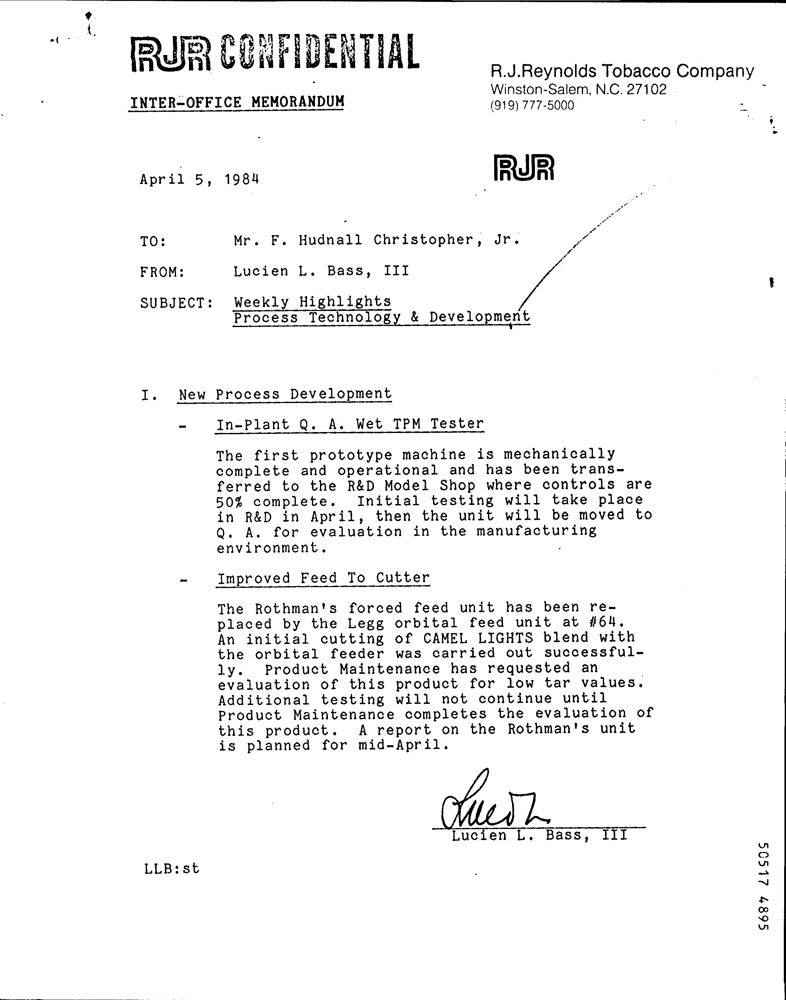 RJR CONFIDENTIAL
R.J.Reynolds Tobacco Company
Winston-Salem, N.C. 27102
(919) 777-5000
INTER-OFFICE MEMORANDUM
RJR
April 5, 1984
TO: Mr. F. Hudnall Christopher, Jr.
FROM: Lucien L. Bass, III
SUBJECT: Weekly Highlights
Process Technology & Development
I. New Process Development
- In-Plant Q. A. Wet TPM Tester
The first prototype machine is mechanically
complete and operational and has been trans-
ferred to the R&D Model Shop where controls are
50% complete. Initial testing will take place
in R&D in April, then the unit will be moved to
Q. A. for evaluation in the manufacturing
environment.
- Improved Feed To Cutter
The Rothman's forced feed unit has been re-
placed by the Legg orbital feed unit at #64.
An initial cutting of CAMEL LIGHTS blend with
the orbital feeder was carried out successful-
ly. Product Maintenance has requested an
evaluation of this product for low tar values.
Additional testing will not continue until
Product Maintenance completes the evaluation of
this product. A report on the Rothman's unit
is planned for mid-April.
Lucien L. Bass, III
LLB:st
50517 4895